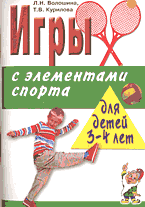 Л.Н. Волошина,
Т.В. Курилова
Игры
с элементами
спорта
для
детей
3-4 лет